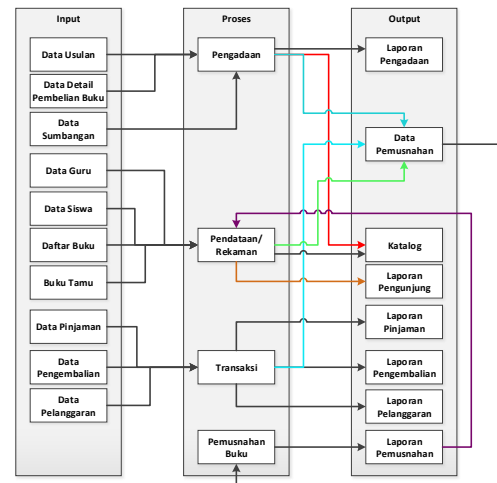 Input
Proses
Output
Data Usulan
Data Detail
Pembelian Buku
Data
Sumbangan
Data Guru
Data Siswa
Daftar Buku
Buku Tamu
Data Pinjaman
Data
Pengembalian
Data
Pelanggaran
Pengadaan
Pendataan/
Rekaman
Transaksi
Pemusnahan
Buku
Laporan
Pengadaan
Data
Pemusnahan
Katalog
Laporan
Pengunjung
Laporan
Pinjaman
Laporan
Pengembalian
Laporan
Pelanggaran
Laporan
Pemusnahan